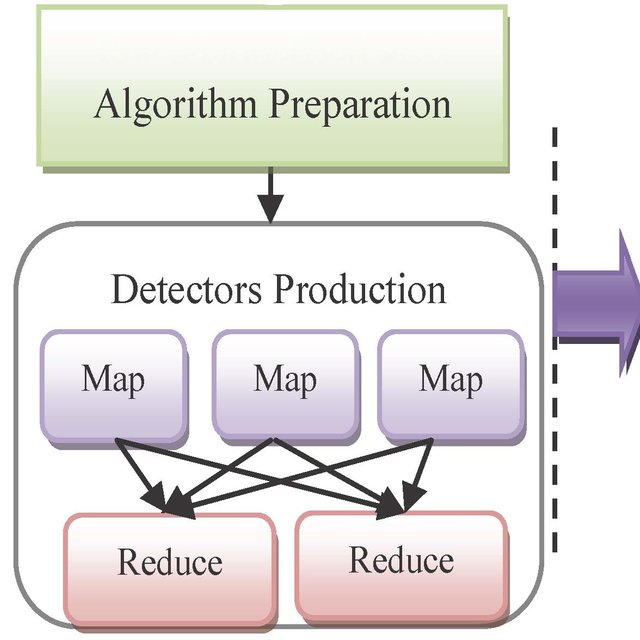 Algorithm Preparation
Detectors Production
Map Map Map
Reduce Reduce